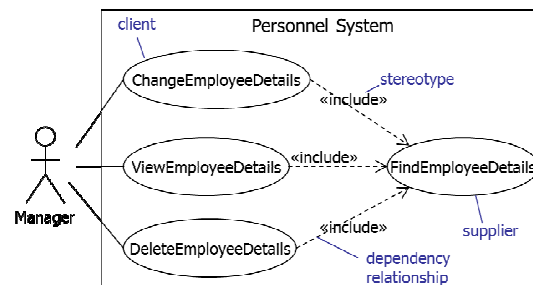 client
Personnel System
ChangeEmployeeDetails
stereotype
«include»
ViewEmployeeDetails
«include»
FindEmployeeDetails
Manager
«include»
supplier
DeleteEmployeeDetails
dependency
relationship